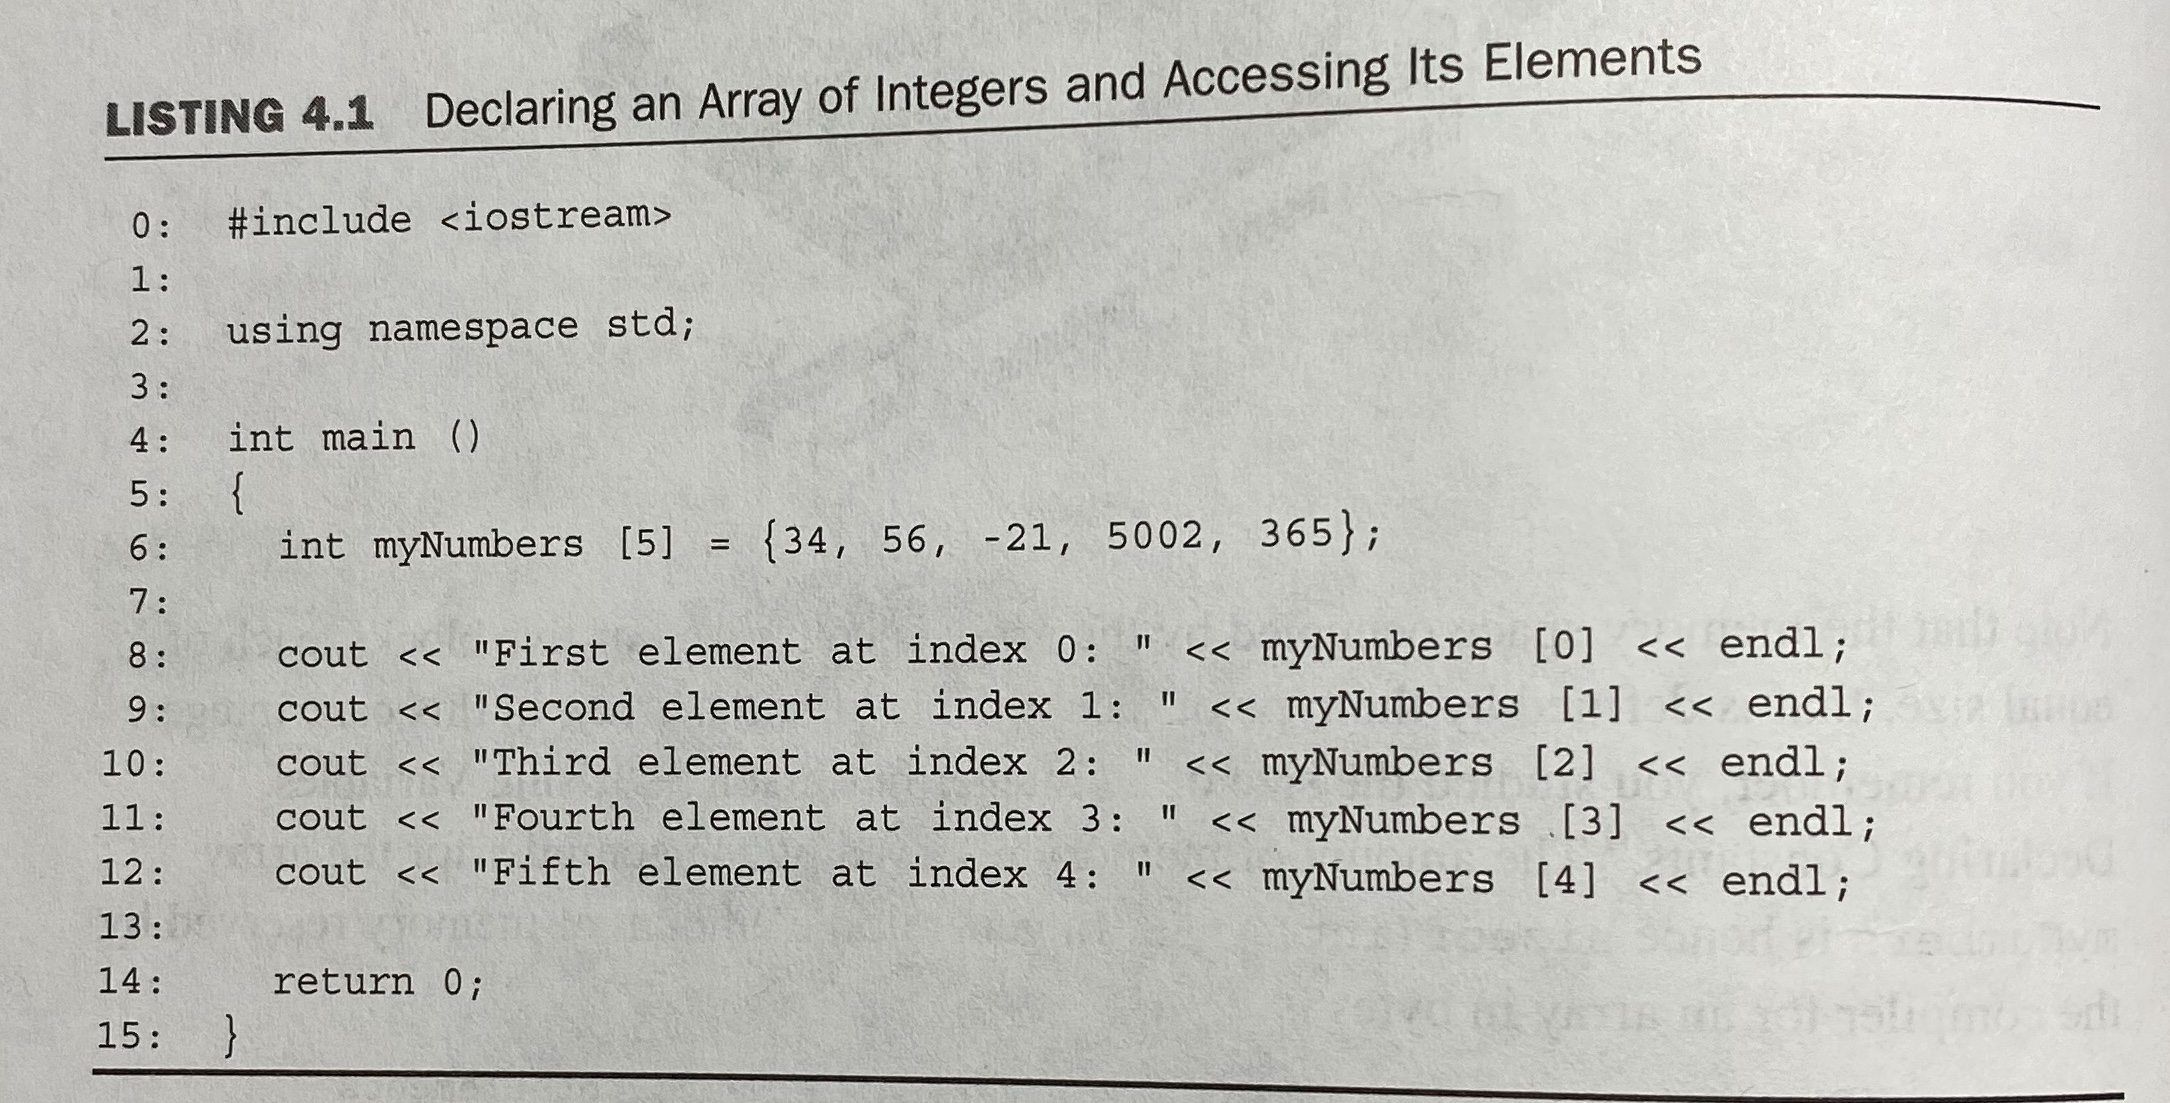 LISTING 4.1 Declaring an Array of Integers and Accessing Its Elements
0: #include <iostream>
1:
2: using namespace std;
3:
4: int main ()
5: {
6: int myNumbers [5] = {34, 56, -21, 5002, 365};
7:
8: cout << "First element at index 0: " << myNumbers [0] << endl;
9: cout << "Second element at index 1: " << myNumbers [1] << endl;
10: cout << "Third element at index 2: " << myNumbers [2] << endl;
11: cout << "Fourth element at index 3: " << myNumbers [3] << endl;
12: cout << "Fifth element at index 4: " << myNumbers [4] << endl;
13:
14: return 0;
15: }